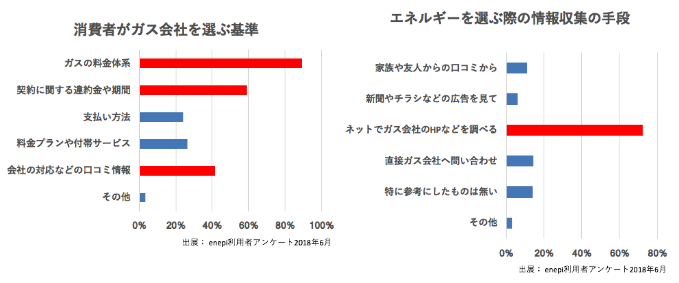 消費者がガス会社を選ぶ基準
ガスの料金体系
契約に関する違約金や期間
支払い方法
料金プランや付帯サービス
会社の対応などの口コミ情報
その他
0% 20% 40% 60% 80% 100%
出展： enepi利用者アンケート2018年6月
エネルギーを選ぶ際の情報収集の手段
家族や友人からの口コミから
新聞やチラシなどの広告を見て
ネットでガス会社のHPなどを調べる
直接ガス会社へ問い合わせ
特に参考にしたものは無い
その他
0% 20% 40% 60% 80%
出展： enepi利用者アンケート2018年6月